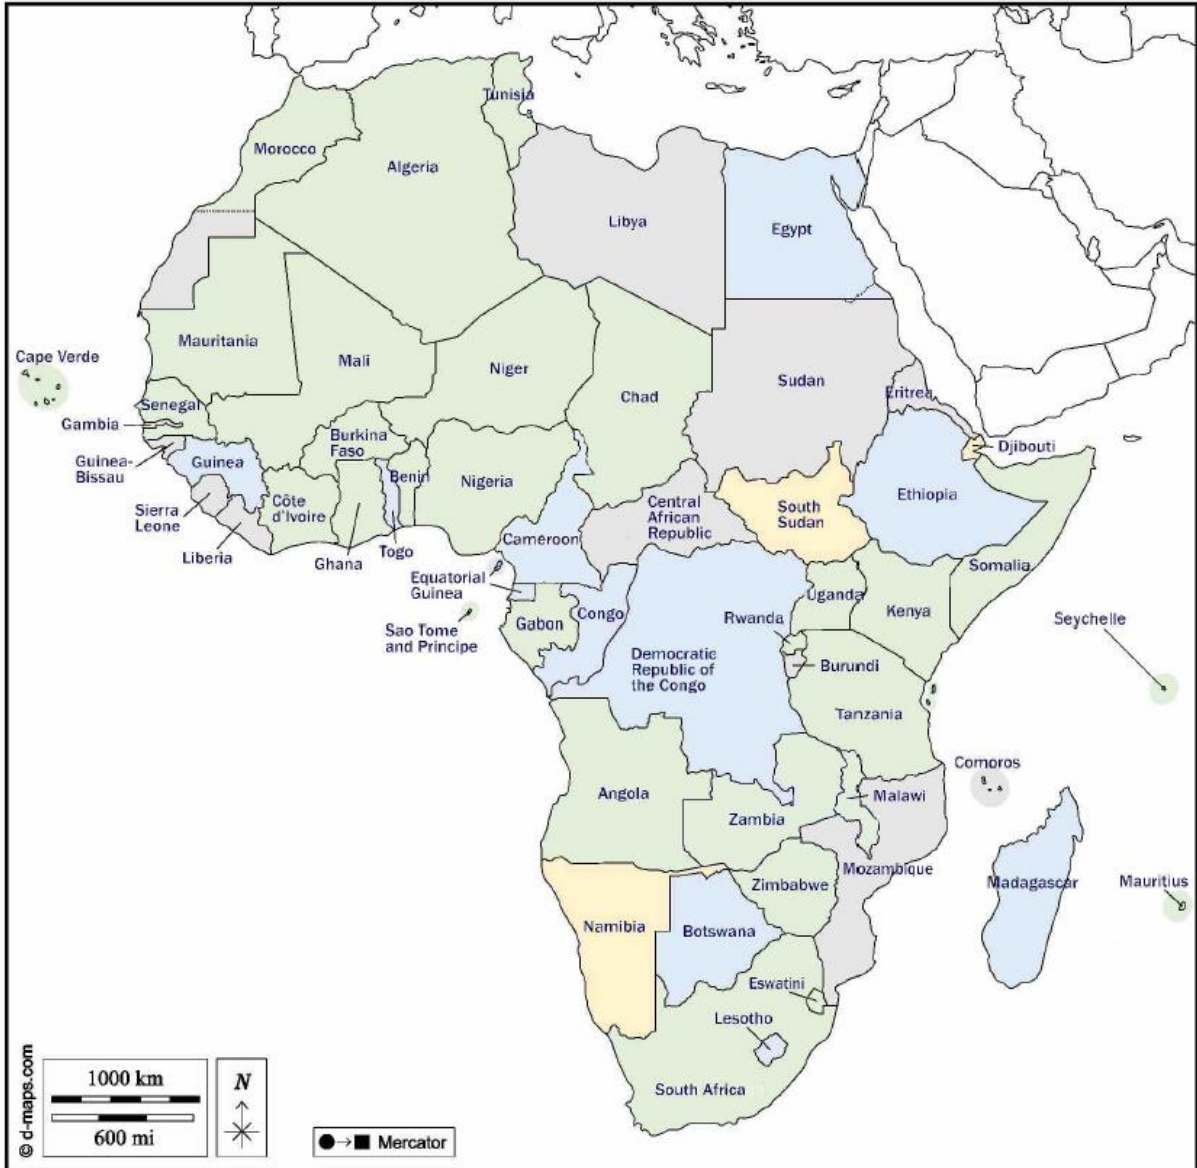 Tunisia
Morocco
Algeria
Libya
Egypt
Mauritania
Mali
Niger
Chad
Sudan
Eritrea
Cape Verde
Senegal
Gambia
Guinea-
Bissau
Guinea
Burkina
Faso
Benin
Nigeria
Djibouti
Ethiopia
South
Sudan
Central
African
Republic
Sierra
Leone
Liberia
Côte
d'Ivoire
Ghana
Togo
Cameroon
Equatorial
Guinea
Sao Tome
and Principe
Gabon
Congo
Democratic
Republic of
the Congo
Uganda
Rwanda
Kenya
Somalia
Seychelle
Burundi
Tanzania
Comoros
Angola
Zambia
Malawi
Mozambique
Zimbabwe
Madagascar
Mauritius
Namibia
Botswana
Eswatini
Lesotho
South Africa
© d-maps.com
1000 km
600 mi
N
Mercator